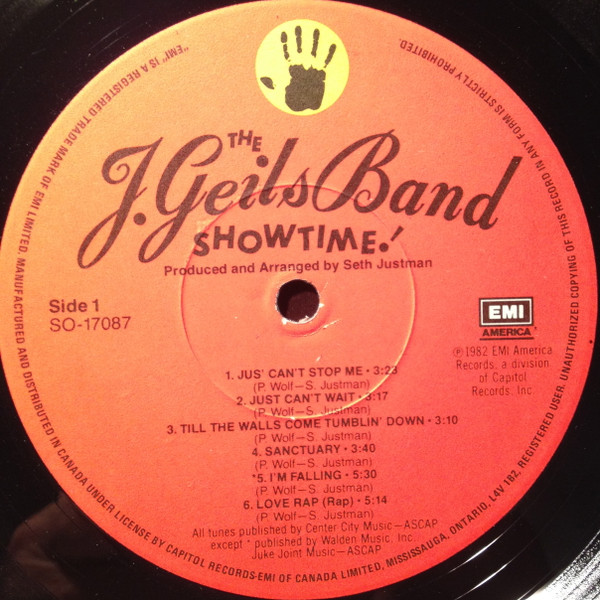 THE
J. Geils Band
SHOWTIME!
Produced and Arranged by Seth Justman
Side 1
SO-17087
EMI
AMERICA
℗1982 EMI America
Records, a division
of Capitol
Records, Inc.
1. JUS' CAN'T STOP ME • 3:23
(P. Wolf–S. Justman)
2. JUST CAN'T WAIT • 3:17
(P. Wolf–S. Justman)
3. TILL THE WALLS COME TUMBLIN' DOWN • 3:10
(P. Wolf–S. Justman)
4. SANCTUARY • 3:40
(P. Wolf–S. Justman)
*5. I'M FALLING • 5:30
(P. Wolf–S. Justman)
6. LOVE RAP (Rap) • 5:14
(P. Wolf–S. Justman)
All tunes published by Center City Music–ASCAP
except * published by Walden Music, Inc.
Juke Joint Music–ASCAP
"EMI" IS A REGISTERED TRADE MARK OF EMI LIMITED. MANUFACTURED AND DISTRIBUTED IN CANADA UNDER LICENSE BY CAPITOL RECORDS-EMI OF CANADA LIMITED, MISSISSAUGA, ONTARIO, L4V 1B2, REGISTERED USER. UNAUTHORIZED COPYING OF THIS RECORD IN ANY FORM IS STRICTLY PROHIBITED.